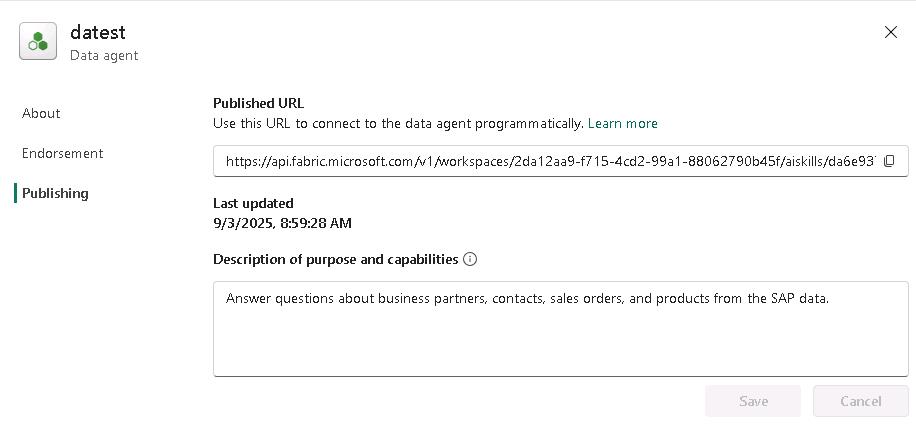 datest
Data agent
About
Endorsement
Publishing
Published URL
Use this URL to connect to the data agent programmatically. Learn more
https://api.fabric.microsoft.com/v1/workspaces/2da12aa9-f715-4cd2-99a1-88062790b45f/aiskills/da6e93
Last updated
9/3/2025, 8:59:28 AM
Description of purpose and capabilities
Answer questions about business partners, contacts, sales orders, and products from the SAP data.
Save
Cancel